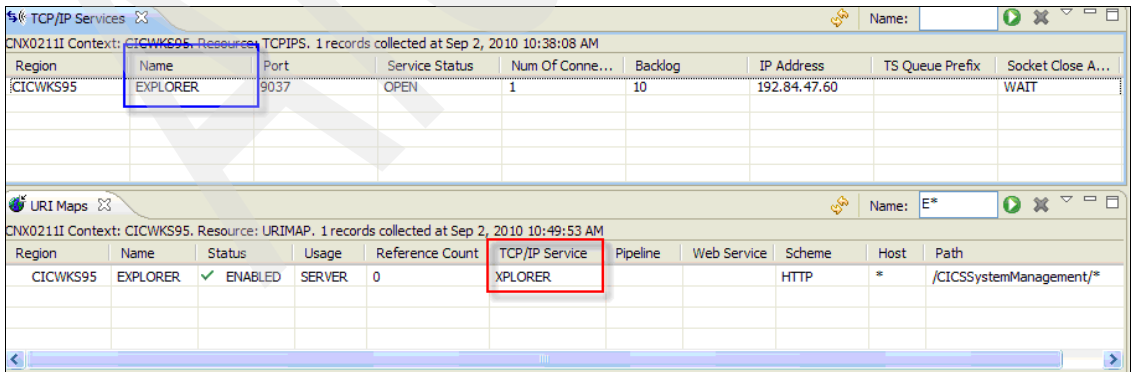 TCP/IP Services Name:
CNX0211I Context: CICWKS95. Resource: TCPIPS. 1 records collected at Sep 2, 2010 10:38:08 AM
Region Name Port Service Status Num Of Conne... Backlog IP Address TS Queue Prefix Socket Close A...
CICWKS95 EXPLORER 9037 OPEN 1 10 192.84.47.60 WAIT
URI Maps Name: E*
CNX0211I Context: CICWKS95. Resource: URIMAP. 1 records collected at Sep 2, 2010 10:49:53 AM
Region Name Status Usage Reference Count TCP/IP Service Pipeline Web Service Scheme Host Path
CICWKS95 EXPLORER ENABLED SERVER 0 XPLORER HTTP * /CICSSystemManagement/*